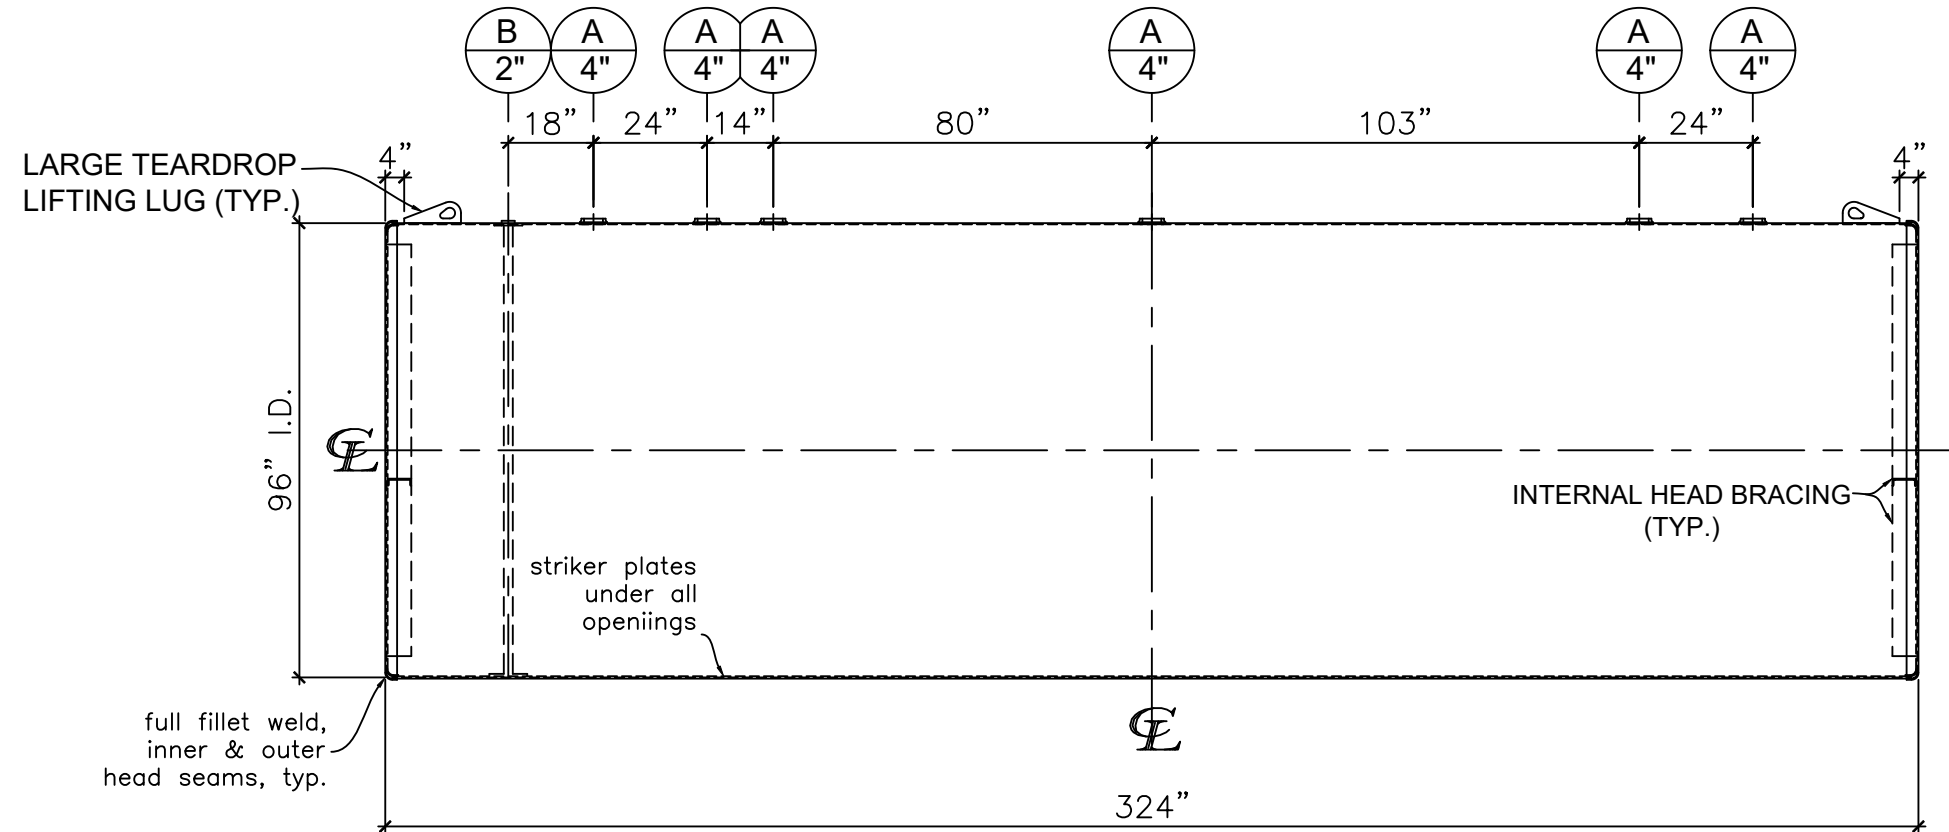 B A A A A A A
2" 4" 4" 4" 4" 4" 4"
18” 24” 14” 80” 103” 24”
4” 4”
LARGE TEARDROP
LIFTING LUG (TYP.)
96” I.D.
CL
INTERNAL HEAD BRACING
(TYP.)
striker plates
under all
openiings
CL
full fillet weld,
inner & outer
head seams, typ.
324”